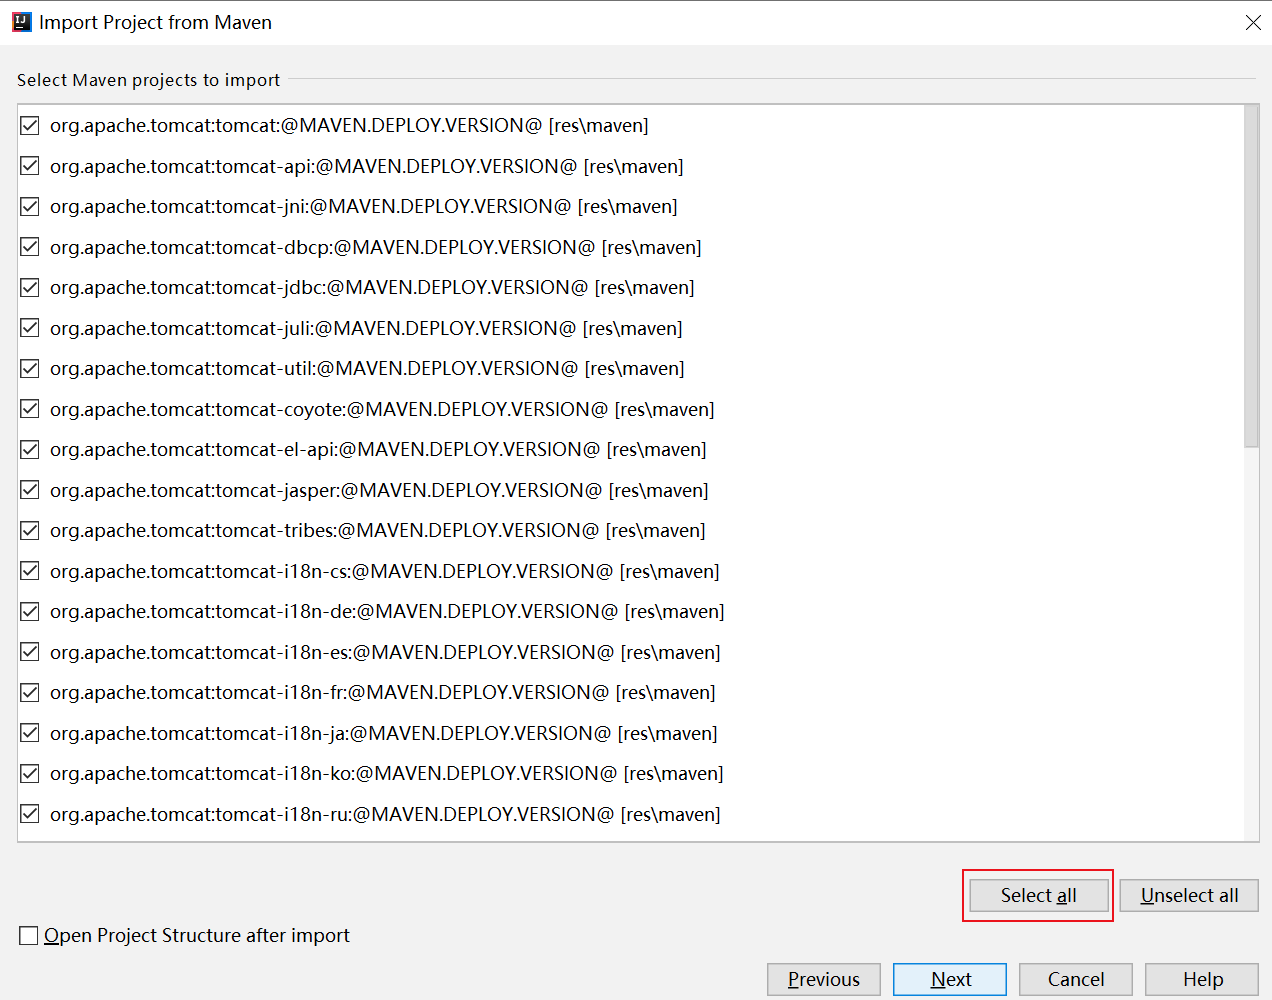 Import Project from Maven
Select Maven projects to import
org.apache.tomcat:tomcat:@MAVEN.DEPLOY.VERSION@ [res\maven]
org.apache.tomcat:tomcat-api:@MAVEN.DEPLOY.VERSION@ [res\maven]
org.apache.tomcat:tomcat-jni:@MAVEN.DEPLOY.VERSION@ [res\maven]
org.apache.tomcat:tomcat-dbcp:@MAVEN.DEPLOY.VERSION@ [res\maven]
org.apache.tomcat:tomcat-jdbc:@MAVEN.DEPLOY.VERSION@ [res\maven]
org.apache.tomcat:tomcat-juli:@MAVEN.DEPLOY.VERSION@ [res\maven]
org.apache.tomcat:tomcat-util:@MAVEN.DEPLOY.VERSION@ [res\maven]
org.apache.tomcat:tomcat-coyote:@MAVEN.DEPLOY.VERSION@ [res\maven]
org.apache.tomcat:tomcat-el-api:@MAVEN.DEPLOY.VERSION@ [res\maven]
org.apache.tomcat:tomcat-jasper:@MAVEN.DEPLOY.VERSION@ [res\maven]
org.apache.tomcat:tomcat-tribes:@MAVEN.DEPLOY.VERSION@ [res\maven]
org.apache.tomcat:tomcat-i18n-cs:@MAVEN.DEPLOY.VERSION@ [res\maven]
org.apache.tomcat:tomcat-i18n-de:@MAVEN.DEPLOY.VERSION@ [res\maven]
org.apache.tomcat:tomcat-i18n-es:@MAVEN.DEPLOY.VERSION@ [res\maven]
org.apache.tomcat:tomcat-i18n-fr:@MAVEN.DEPLOY.VERSION@ [res\maven]
org.apache.tomcat:tomcat-i18n-ja:@MAVEN.DEPLOY.VERSION@ [res\maven]
org.apache.tomcat:tomcat-i18n-ko:@MAVEN.DEPLOY.VERSION@ [res\maven]
org.apache.tomcat:tomcat-i18n-ru:@MAVEN.DEPLOY.VERSION@ [res\maven]
Select all Unselect all
Open Project Structure after import
Previous Next Cancel Help